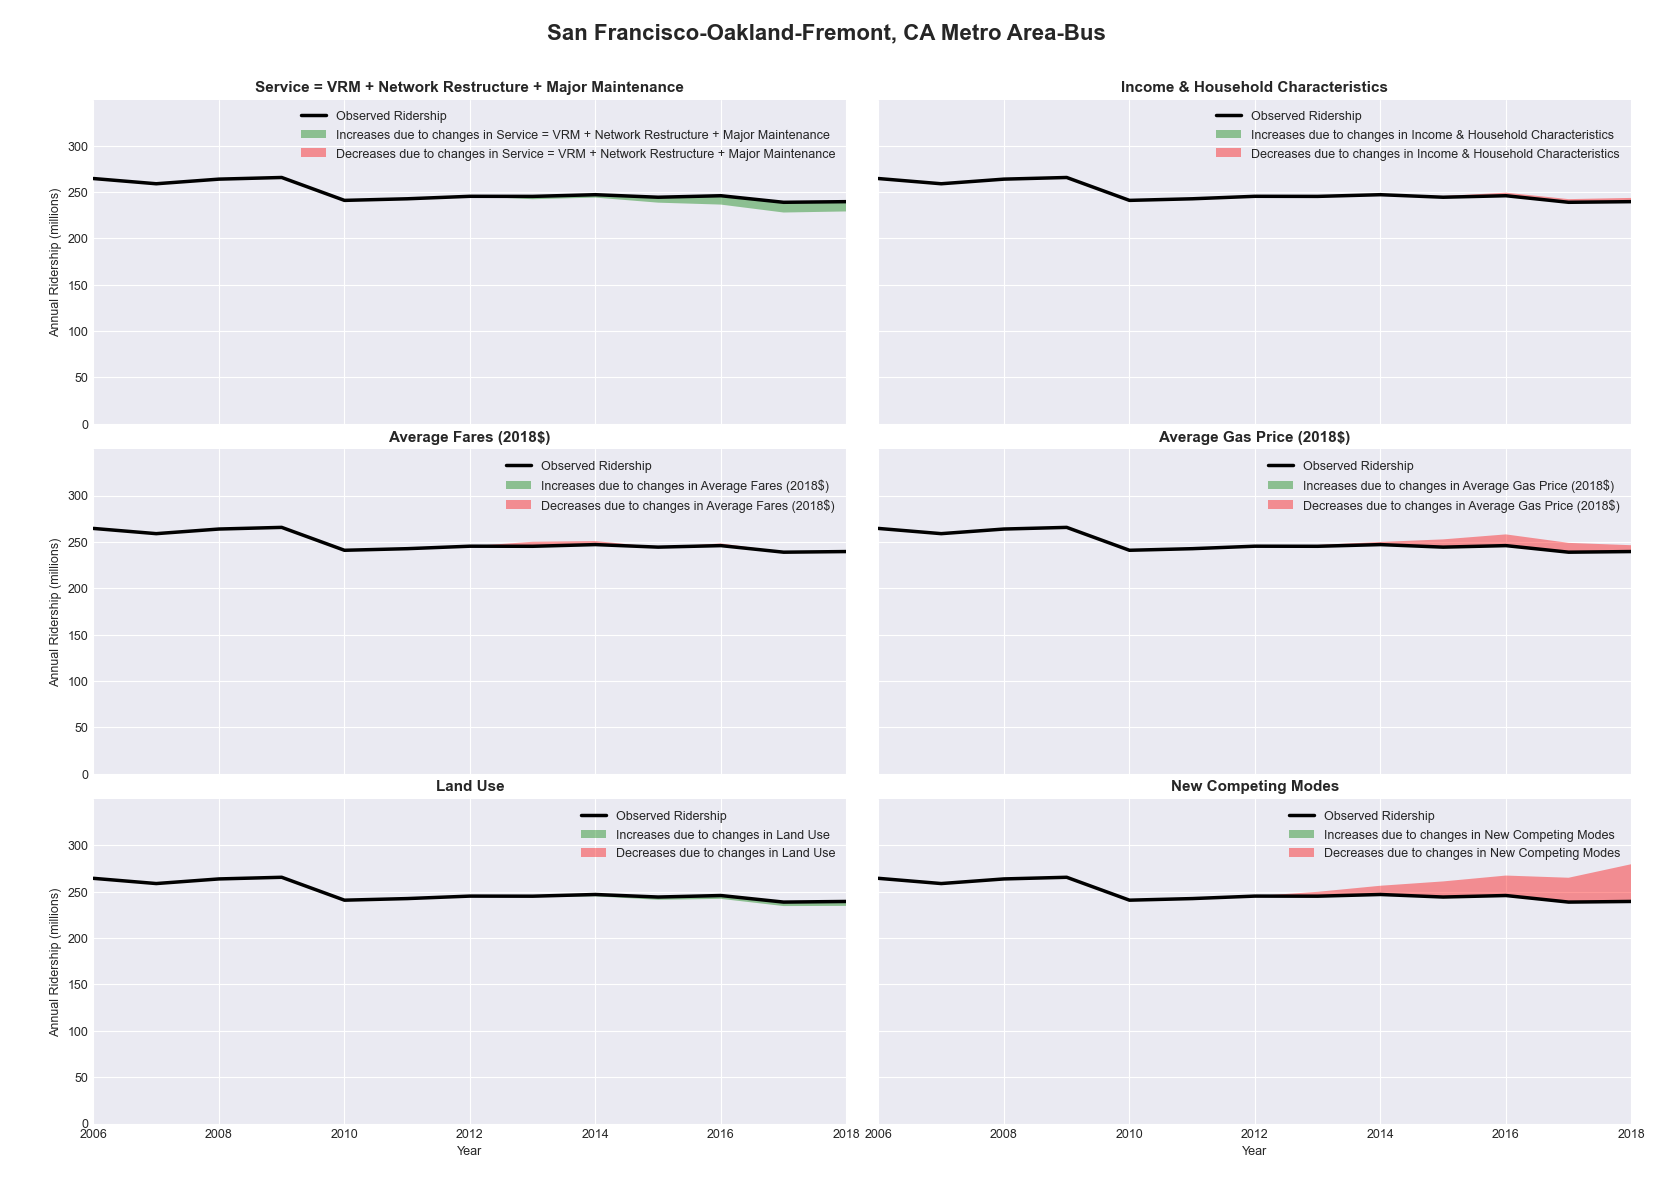 San Francisco-Oakland-Fremont, CA Metro Area-Bus
Service = VRM + Network Restructure + Major Maintenance
Observed Ridership
Increases due to changes in Service = VRM + Network Restructure + Major Maintenance
Decreases due to changes in Service = VRM + Network Restructure + Major Maintenance
Annual Ridership (millions)
300
250
200
150
100
50
0
Income & Household Characteristics
Observed Ridership
Increases due to changes in Income & Household Characteristics
Decreases due to changes in Income & Household Characteristics
Average Fares (2018$)
Observed Ridership
Increases due to changes in Average Fares (2018$)
Decreases due to changes in Average Fares (2018$)
Annual Ridership (millions)
300
250
200
150
100
50
0
Average Gas Price (2018$)
Observed Ridership
Increases due to changes in Average Gas Price (2018$)
Decreases due to changes in Average Gas Price (2018$)
Land Use
Observed Ridership
Increases due to changes in Land Use
Decreases due to changes in Land Use
Annual Ridership (millions)
300
250
200
150
100
50
0
2006 2008 2010 2012 2014 2016 2018
Year
New Competing Modes
Observed Ridership
Increases due to changes in New Competing Modes
Decreases due to changes in New Competing Modes
2006 2008 2010 2012 2014 2016 2018
Year